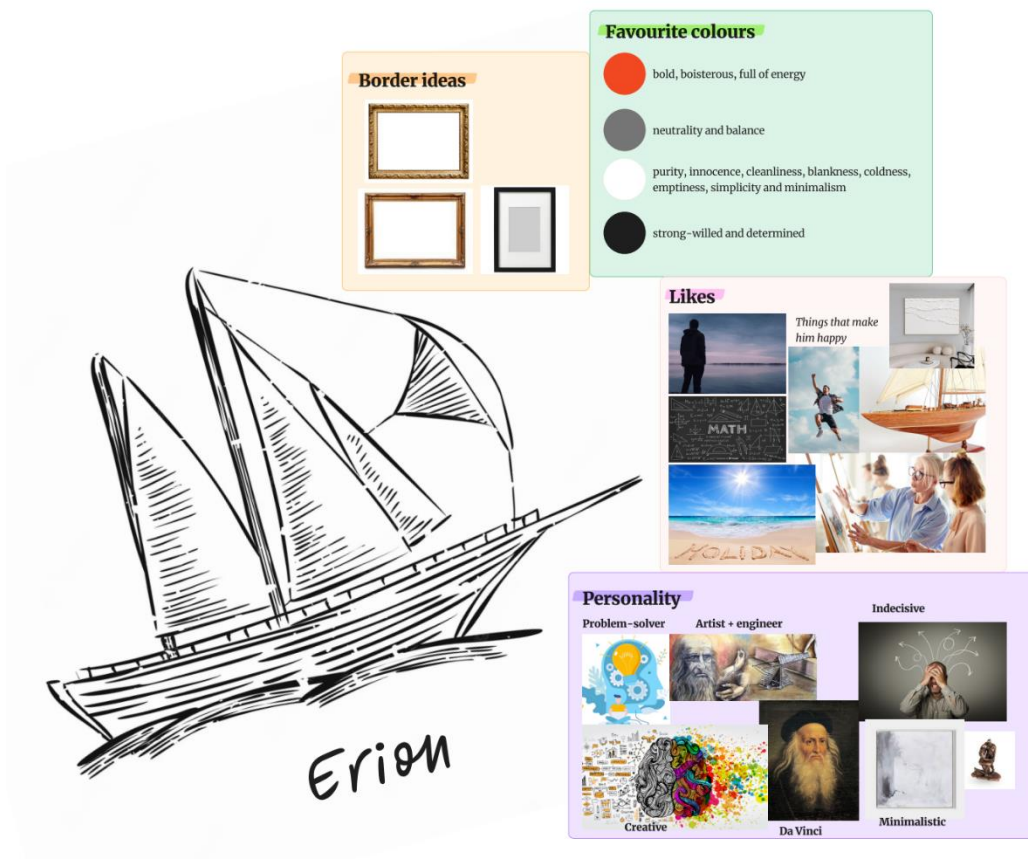 Favourite colours
bold, boisterous, full of energy
neutrality and balance
purity, innocence, cleanliness, blankness, coldness,
emptiness, simplicity and minimalism
strong-willed and determined
Border ideas
Likes
Things that make
him happy
MATH
HOLIDAY
Personality
Problem-solver
Artist + engineer
Indecisive
Creative
Da Vinci
Minimalistic
Erion